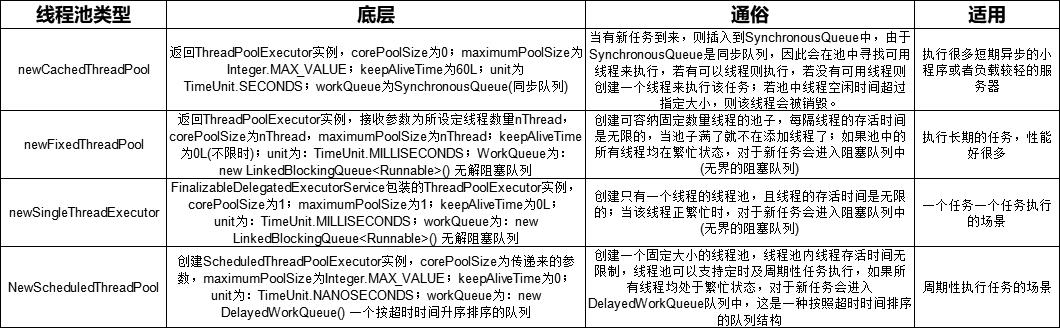 线程池类型
底层
通俗
适用
newCachedThreadPool
返回ThreadPoolExecutor实例，corePoolSize为0；maximumPoolSize为
Integer.MAX_VALUE；keepAliveTime为60L；unit为
TimeUnit.SECONDS；workQueue为SynchronousQueue(同步队列)
当有新任务到来，则插入到SynchronousQueue中，由于
SynchronousQueue是同步队列，因此会在池中寻找可用
线程来执行，若有可以线程则执行，若没有可用线程则
创建一个线程来执行该任务；若池中线程空闲时间超过
指定大小，则该线程会被销毁。
执行很多短期异步的小
程序或者负载较轻的服
务器
newFixedThreadPool
返回ThreadPoolExecutor实例，接收参数为所设定线程数量nThread，
corePoolSize为nThread，maximumPoolSize为nThread；keepAliveTime
为0L(不限时)；unit为：TimeUnit.MILLISECONDS；WorkQueue为：
new LinkedBlockingQueue<Runnable>() 无解阻塞队列
创建可容纳固定数量线程的池子，每隔线程的存活时间
是无限的，当池子满了就不在添加线程了；如果池中的
所有线程均在繁忙状态，对于新任务会进入阻塞队列中
(无界的阻塞队列)
执行长期的任务，性能
好很多
newSingleThreadExecutor
FinalizableDelegatedExecutorService包装的ThreadPoolExecutor实例，
corePoolSize为1；maximumPoolSize为1；keepAliveTime为0L；
unit为：TimeUnit.MILLISECONDS；workQueue为：new
LinkedBlockingQueue<Runnable>() 无解阻塞队列
创建只有一个线程的线程池，且线程的存活时间是无限
的；当该线程正繁忙时，对于新任务会进入阻塞队列中
(无界的阻塞队列)
一个任务一个任务执行
的场景
NewScheduledThreadPool
创建ScheduledThreadPoolExecutor实例，corePoolSize为传递来的参
数，maximumPoolSize为Integer.MAX_VALUE；keepAliveTime为0；
unit为：TimeUnit.NANOSECONDS；workQueue为：new
DelayedWorkQueue() 一个按超时时间升序排序的队列
创建一个固定大小的线程池，线程池内线程存活时间无
限制，线程池可以支持定时及周期性任务执行，如果所
有线程均处于繁忙状态，对于新任务会进入
DelayedWorkQueue队列中，这是一种按照超时时间排序
的队列结构
周期性执行任务的场景